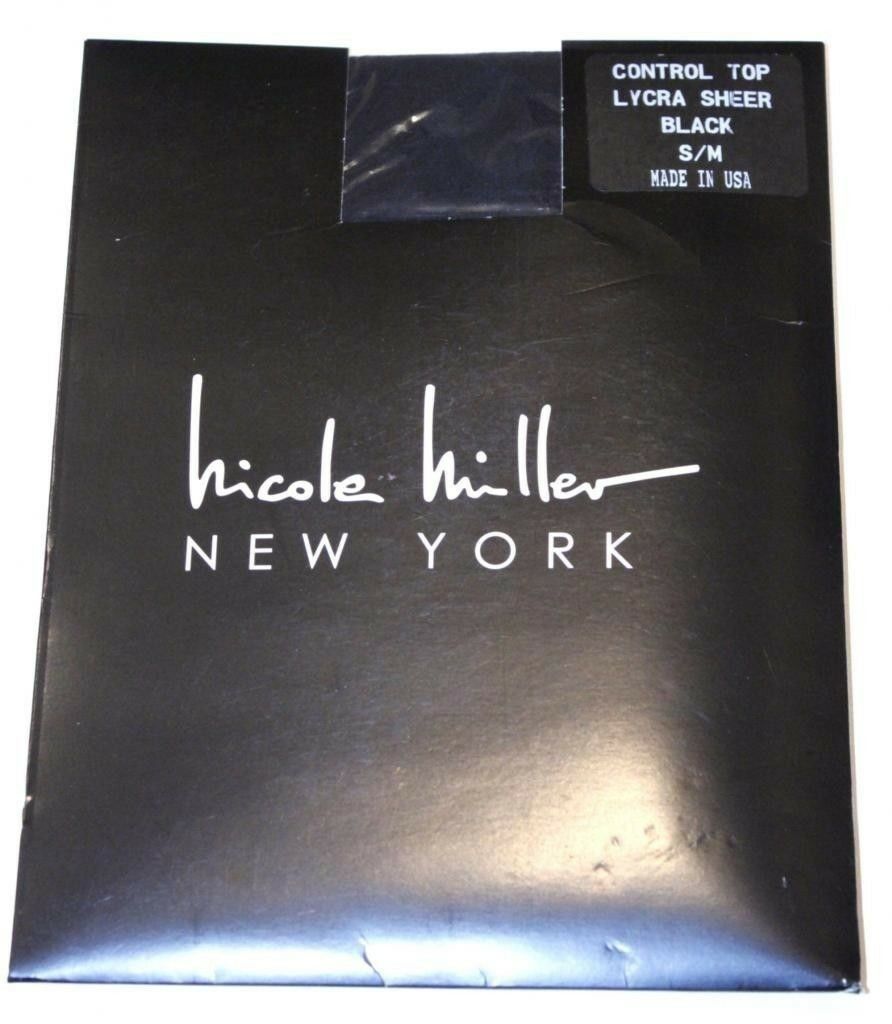 CONTROL TOP
LYCRA SHEER
BLACK
S/M
MADE IN USA
nicole miller
NEW YORK